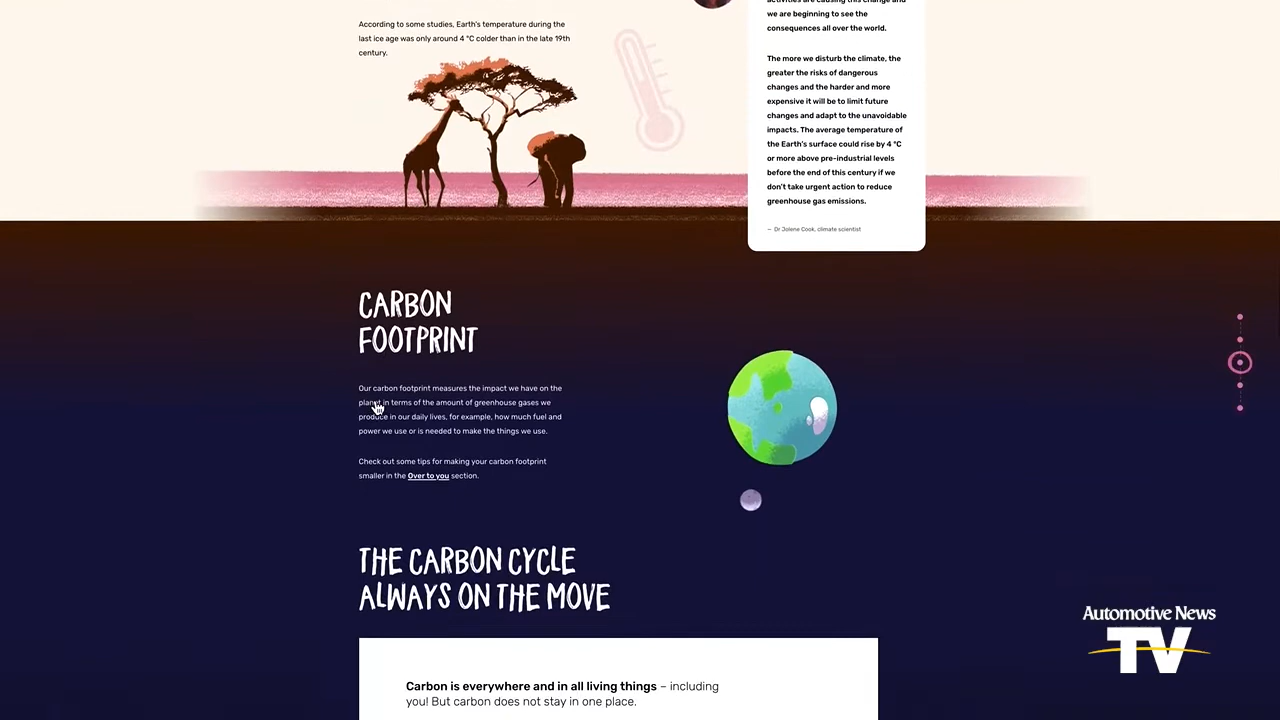 According to some studies, Earth's temperature during the
last ice age was only around 4 °C colder than in the late 19th
century.
activities are causing this change and
we are beginning to see the
consequences all over the world.
The more we disturb the climate, the
greater the risks of dangerous
changes and the harder and more
expensive it will be to limit future
changes and adapt to the unavoidable
impacts. The average temperature of
the Earth's surface could rise by 4 °C
or more above pre-industrial levels
before the end of this century if we
don't take urgent action to reduce
greenhouse gas emissions.
— Dr Jolene Cook, climate scientist
CARBON
FOOTPRINT
Our carbon footprint measures the impact we have on the
planet in terms of the amount of greenhouse gases we
produce in our daily lives, for example, how much fuel and
power we use or is needed to make the things we use.
Check out some tips for making your carbon footprint
smaller in the Over to you section.
THE CARBON CYCLE
ALWAYS ON THE MOVE
Carbon is everywhere and in all living things – including
you! But carbon does not stay in one place.
Automotive News
TV